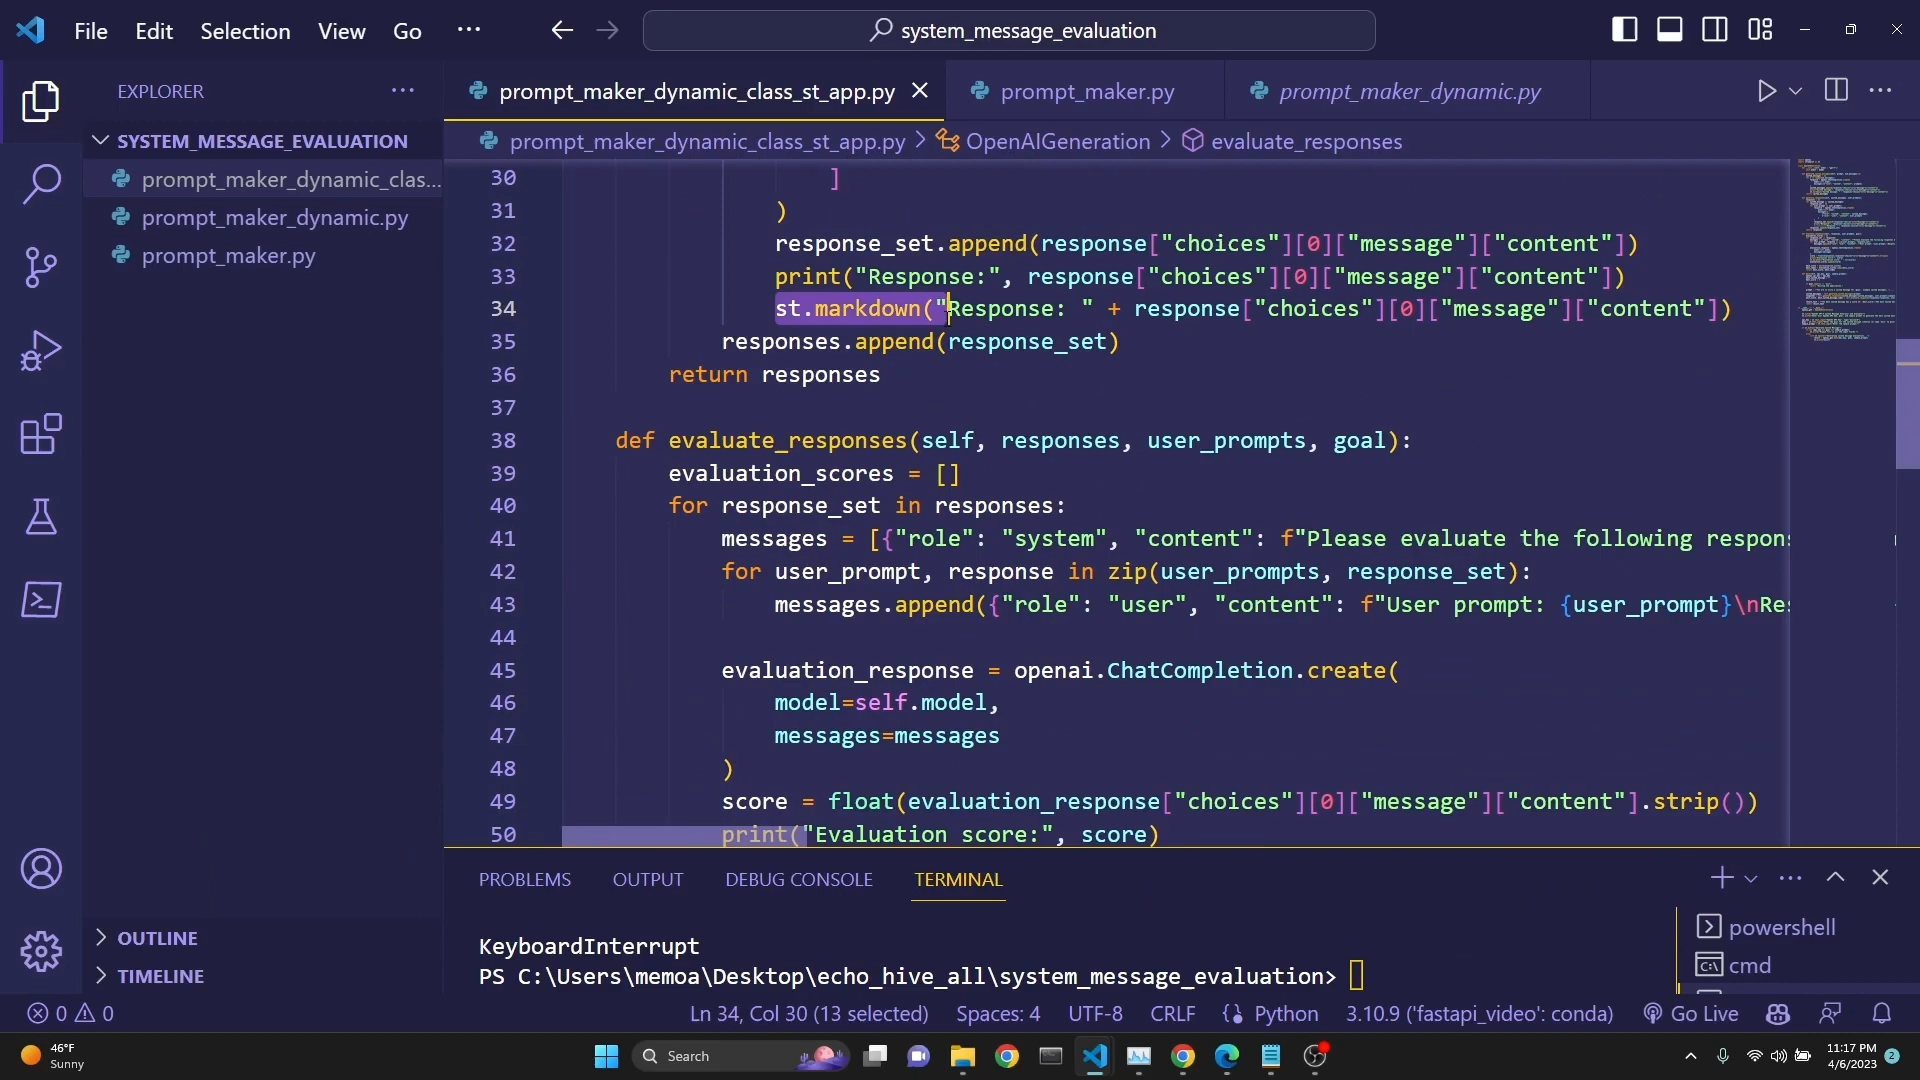 File Edit Selection View Go ··· system_message_evaluation
EXPLORER ···
SYSTEM_MESSAGE_EVALUATION
prompt_maker_dynamic_clas...
prompt_maker_dynamic.py
prompt_maker.py
OUTLINE
TIMELINE
prompt_maker_dynamic_class_st_app.py prompt_maker.py prompt_maker_dynamic.py
prompt_maker_dynamic_class_st_app.py > OpenAIGeneration > evaluate_responses
30 ]
31 )
32 response_set.append(response["choices"][0]["message"]["content"])
33 print("Response:", response["choices"][0]["message"]["content"])
34 st.markdown("Response: " + response["choices"][0]["message"]["content"])
35 responses.append(response_set)
36 return responses
37
38 def evaluate_responses(self, responses, user_prompts, goal):
39 evaluation_scores = []
40 for response_set in responses:
41 messages = [{"role": "system", "content": f"Please evaluate the following respon
42 for user_prompt, response in zip(user_prompts, response_set):
43 messages.append({"role": "user", "content": f"User prompt: {user_prompt}\nRes
44
45 evaluation_response = openai.ChatCompletion.create(
46 model=self.model,
47 messages=messages
48 )
49 score = float(evaluation_response["choices"][0]["message"]["content"].strip())
50 print("Evaluation score:", score)
PROBLEMS OUTPUT DEBUG CONSOLE TERMINAL
KeyboardInterrupt
PS C:\Users\memoa\Desktop\echo_hive_all\system_message_evaluation>
powershell
cmd
0 0 Ln 34, Col 30 (13 selected) Spaces: 4 UTF-8 CRLF Python 3.10.9 ('fastapi_video': conda) Go Live
46°F
Sunny
Search
11:17 PM
4/6/2023
2